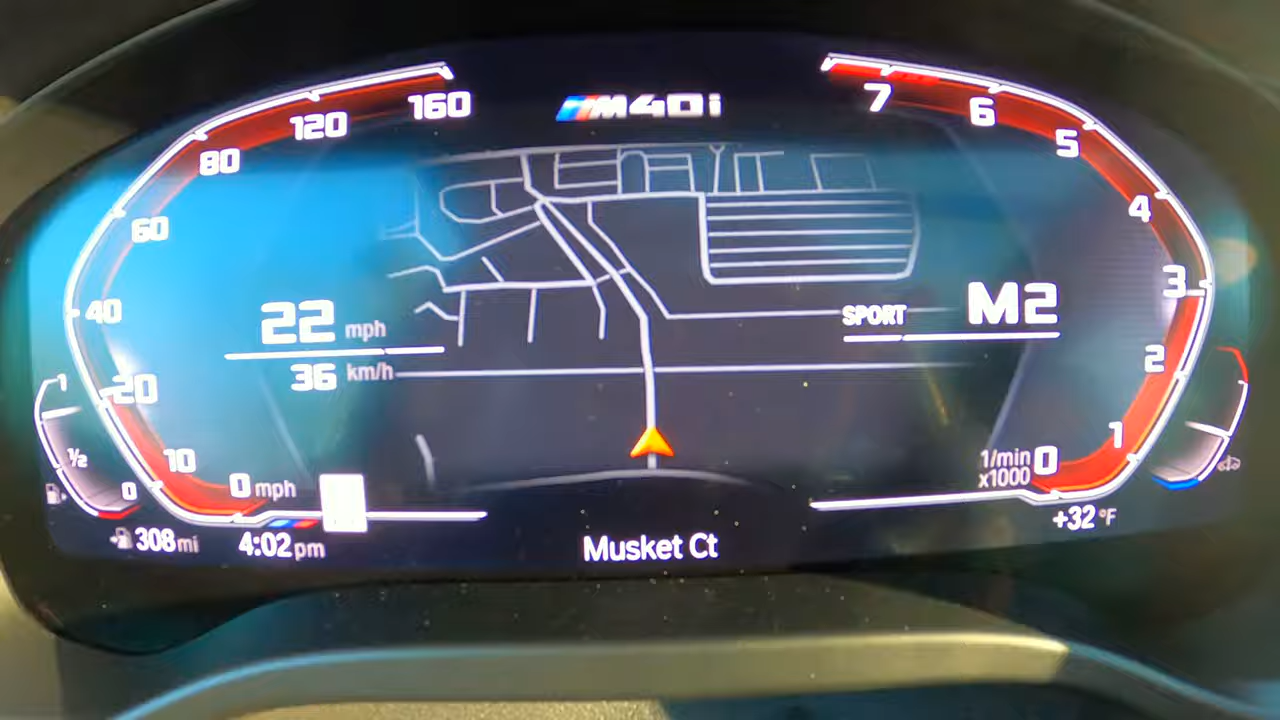 M40i
160
120
80
60
40
20
10
0 mph
7
6
5
4
3
2
1
0
1/min
x1000
22 mph
36 km/h
SPORT M2
1
1/2
0
308 mi
4:02 pm
Musket Ct
+32 °F